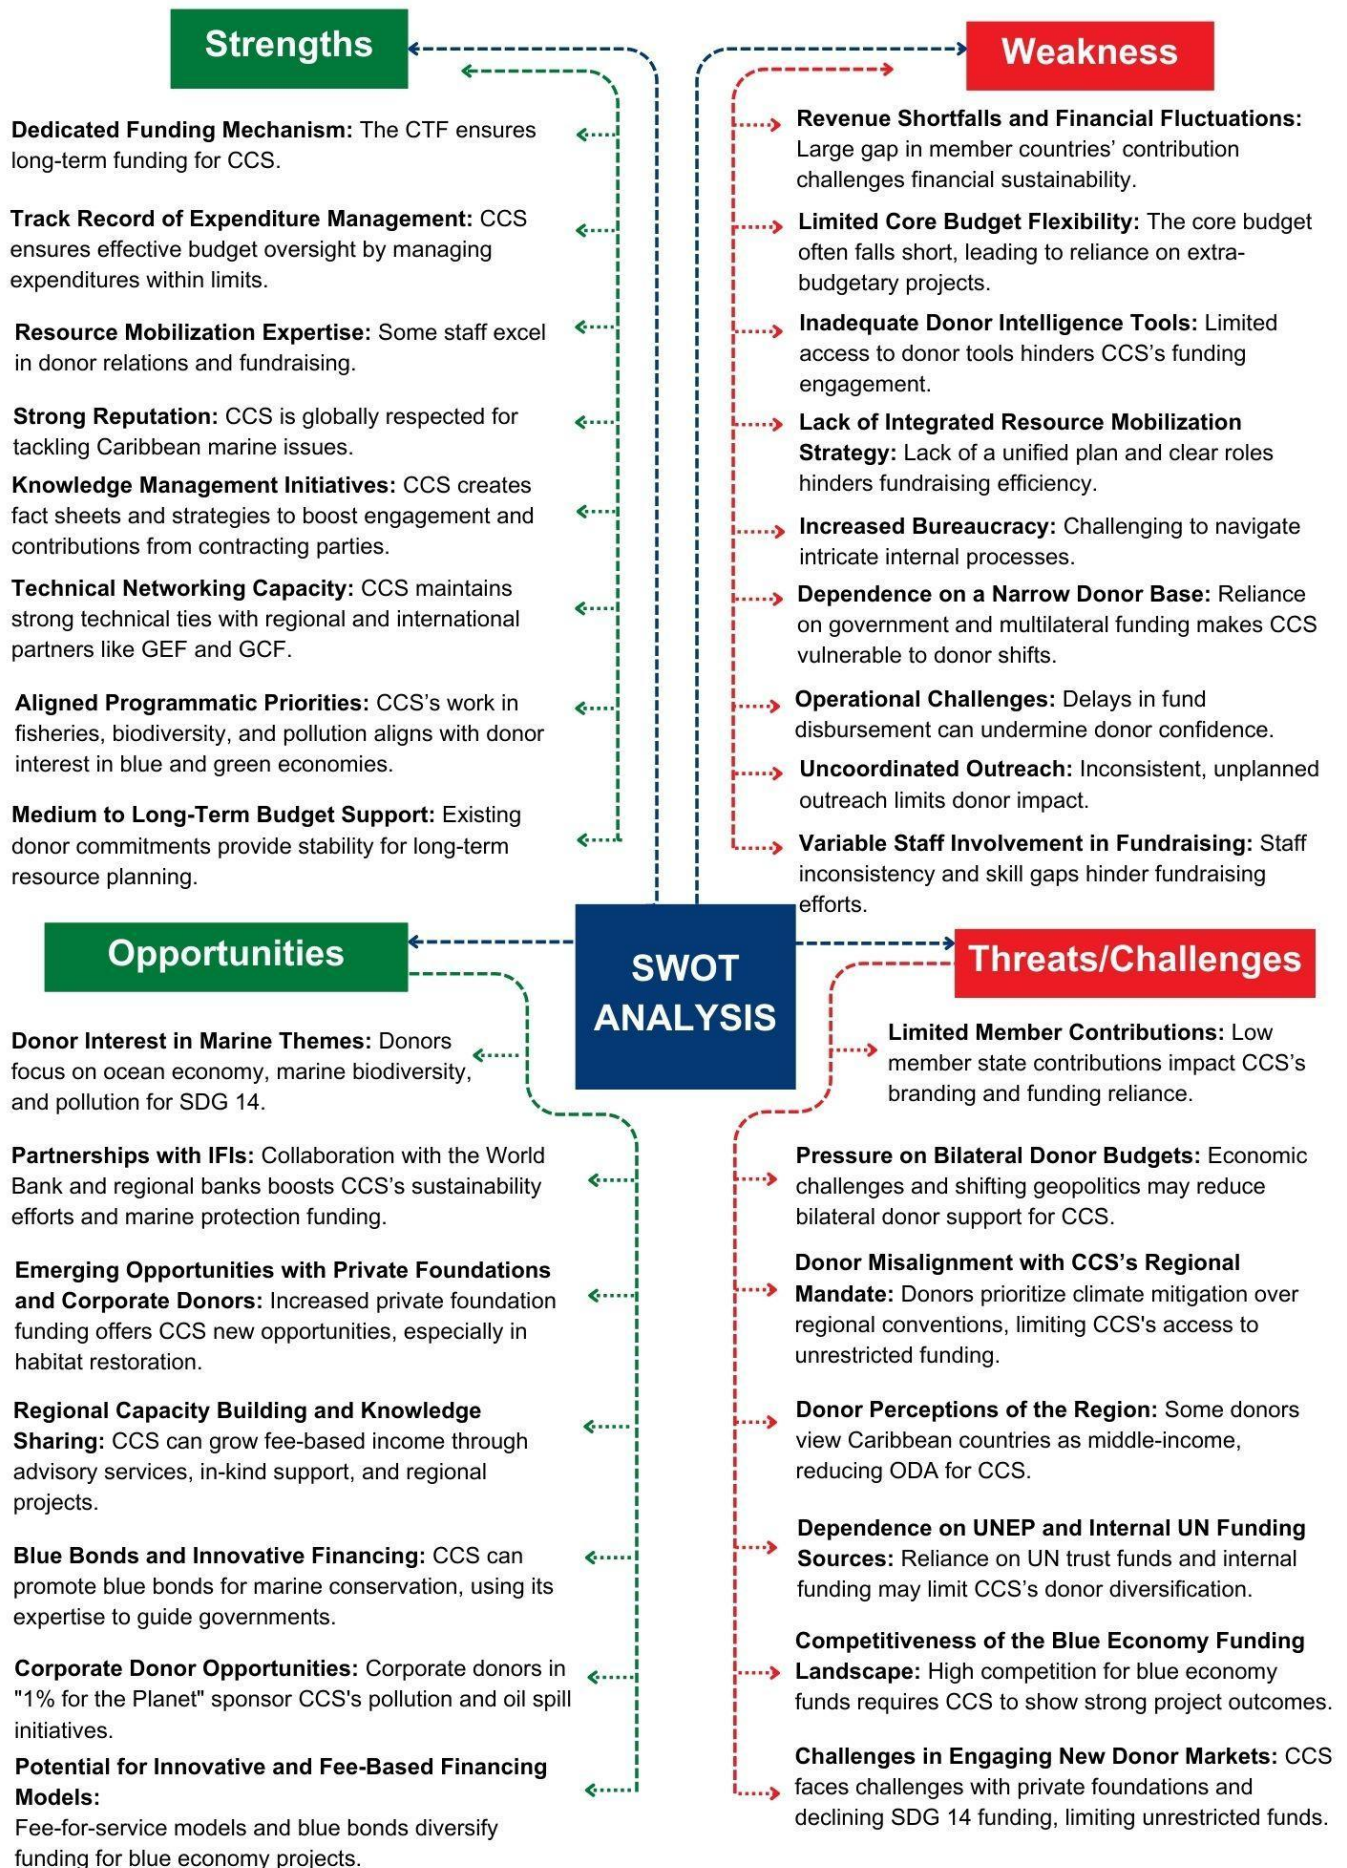 Strengths
Dedicated Funding Mechanism: The CTF ensures
long-term funding for CCS.
Track Record of Expenditure Management: CCS
ensures effective budget oversight by managing
expenditures within limits.
Resource Mobilization Expertise: Some staff excel
in donor relations and fundraising.
Strong Reputation: CCS is globally respected for
tackling Caribbean marine issues.
Knowledge Management Initiatives: CCS creates
fact sheets and strategies to boost engagement and
contributions from contracting parties.
Technical Networking Capacity: CCS maintains
strong technical ties with regional and international
partners like GEF and GCF.
Aligned Programmatic Priorities: CCS's work in
fisheries, biodiversity, and pollution aligns with donor
interest in blue and green economies.
Medium to Long-Term Budget Support: Existing
donor commitments provide stability for long-term
resource planning.
Weakness
Revenue Shortfalls and Financial Fluctuations:
Large gap in member countries' contribution
challenges financial sustainability.
Limited Core Budget Flexibility: The core budget
often falls short, leading to reliance on extra-
budgetary projects.
Inadequate Donor Intelligence Tools: Limited
access to donor tools hinders CCS's funding
engagement.
Lack of Integrated Resource Mobilization
Strategy: Lack of a unified plan and clear roles
hinders fundraising efficiency.
Increased Bureaucracy: Challenging to navigate
intricate internal processes.
Dependence on a Narrow Donor Base: Reliance
on government and multilateral funding makes CCS
vulnerable to donor shifts.
Operational Challenges: Delays in fund
disbursement can undermine donor confidence.
Uncoordinated Outreach: Inconsistent, unplanned
outreach limits donor impact.
Variable Staff Involvement in Fundraising: Staff
inconsistency and skill gaps hinder fundraising
efforts.
SWOT
ANALYSIS
Opportunities
Donor Interest in Marine Themes: Donors
focus on ocean economy, marine biodiversity,
and pollution for SDG 14.
Partnerships with IFIs: Collaboration with the World
Bank and regional banks boosts CCS's sustainability
efforts and marine protection funding.
Emerging Opportunities with Private Foundations
and Corporate Donors: Increased private foundation
funding offers CCS new opportunities, especially in
habitat restoration.
Regional Capacity Building and Knowledge
Sharing: CCS can grow fee-based income through
advisory services, in-kind support, and regional
projects.
Blue Bonds and Innovative Financing: CCS can
promote blue bonds for marine conservation, using its
expertise to guide governments.
Corporate Donor Opportunities: Corporate donors in
"1% for the Planet" sponsor CCS's pollution and oil spill
initiatives.
Potential for Innovative and Fee-Based Financing
Models:
Fee-for-service models and blue bonds diversify
funding for blue economy projects.
Threats/Challenges
Limited Member Contributions: Low
member state contributions impact CCS's
branding and funding reliance.
Pressure on Bilateral Donor Budgets: Economic
challenges and shifting geopolitics may reduce
bilateral donor support for CCS.
Donor Misalignment with CCS's Regional
Mandate: Donors prioritize climate mitigation over
regional conventions, limiting CCS's access to
unrestricted funding.
Donor Perceptions of the Region: Some donors
view Caribbean countries as middle-income,
reducing ODA for CCS.
Dependence on UNEP and Internal UN Funding
Sources: Reliance on UN trust funds and internal
funding may limit CCS's donor diversification.
Competitiveness of the Blue Economy Funding
Landscape: High competition for blue economy
funds requires CCS to show strong project outcomes.
Challenges in Engaging New Donor Markets: CCS
faces challenges with private foundations and
declining SDG 14 funding, limiting unrestricted funds.